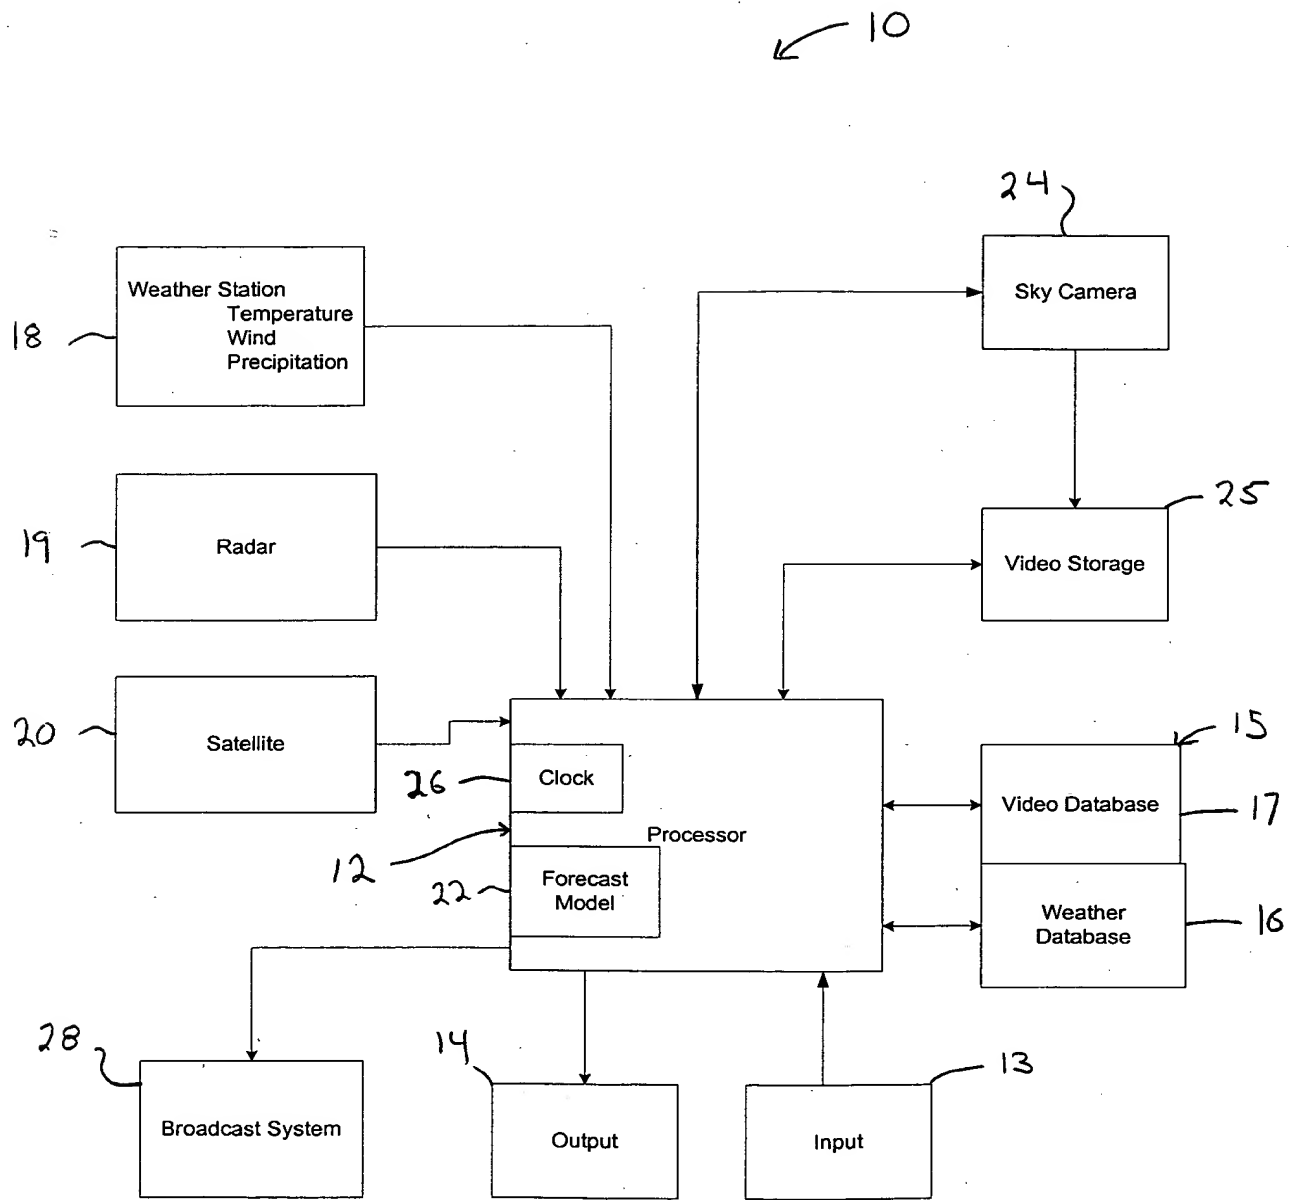 10
24
Sky Camera
Weather Station
Temperature
Wind
Precipitation
18
25
Video Storage
19
Radar
20
Satellite
15
26
Clock
Video Database
17
12
Processor
22
Forecast
Model
Weather
Database
16
28
14
13
Broadcast System
Output
Input